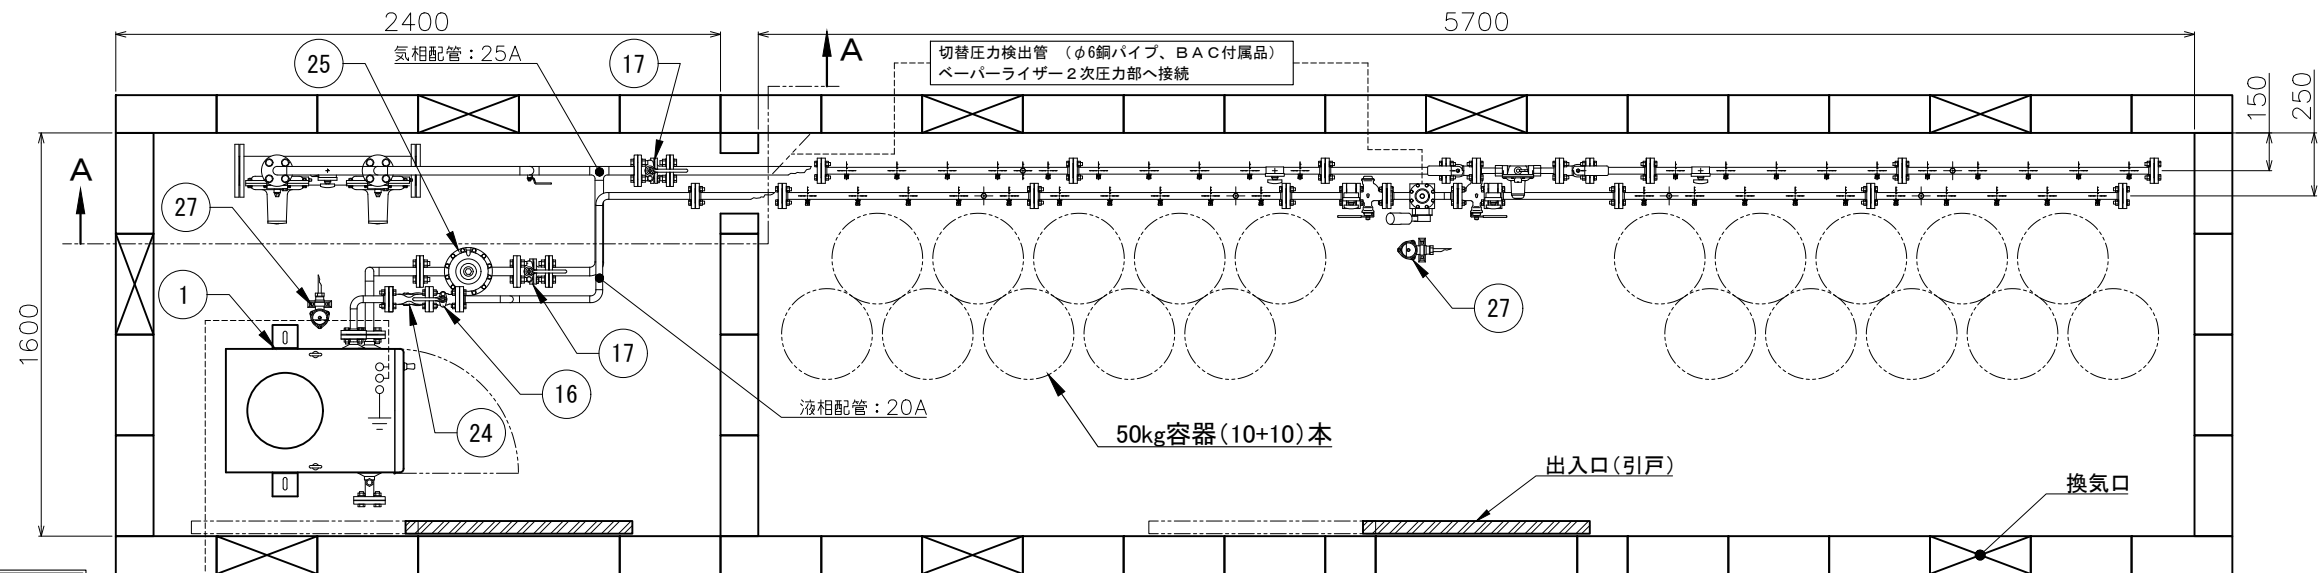 2400
5700
気相配管：25A
25
17
A
切替圧力検出管　（φ6銅パイプ、ＢＡＣ付属品）
ベーパーライザー２次圧力部へ接続
150
250
A
27
1
1600
27
17
16
24
液相配管：20A
50kg容器(10+10)本
出入口(引戸)
換気口